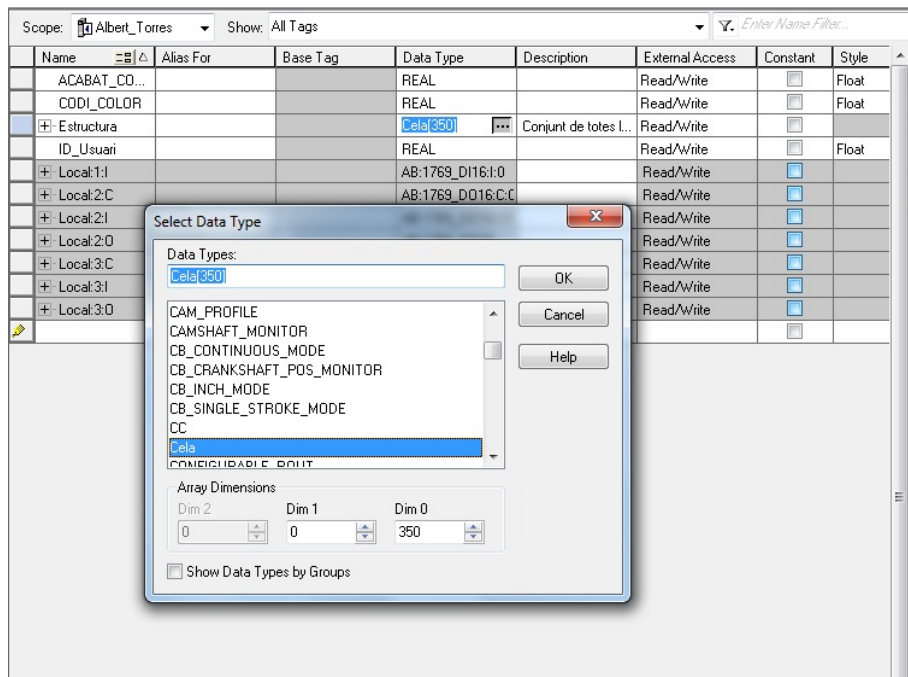 Scope: Albert_Torres Show: All Tags Enter Name Filter...
Name Alias For Base Tag Data Type Description External Access Constant Style
ACABAT_CO... REAL Read/Write Float
CODI_COLOR REAL Read/Write Float
Estructura Cela[350] ... Conjunt de totes l... Read/Write
ID_Usuari REAL Read/Write Float
Local:1:I AB:1769_DI16:I:0 Read/Write
Local:2:C AB:1769_DO16:C:0 Read/Write
Local:2:I Read/Write
Local:2:O Read/Write
Local:3:C Read/Write
Local:3:I Read/Write
Local:3:O Read/Write
Select Data Type
Data Types:
Cela[350] OK
CAM_PROFILE
CAMSHAFT_MONITOR Cancel
CB_CONTINUOUS_MODE
CB_CRANKSHAFT_POS_MONITOR Help
CB_INCH_MODE
CB_SINGLE_STROKE_MODE
CC
Cela
CONFIGURABLE_ROUT
Array Dimensions
Dim 2 Dim 1 Dim 0
0 0 350
Show Data Types by Groups